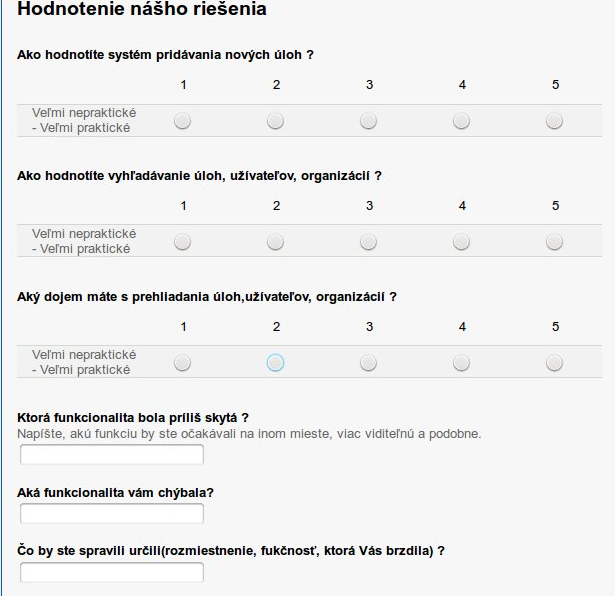 Hodnotenie nášho riešenia
Ako hodnotíte systém pridávania nových úloh ?
1 2 3 4 5
Veľmi nepraktické
- Veľmi praktické
Ako hodnotíte vyhľadávanie úloh, užívateľov, organizácií ?
1 2 3 4 5
Veľmi nepraktické
- Veľmi praktické
Aký dojem máte s prehliadania úloh,užívateľov, organizácií ?
1 2 3 4 5
Veľmi nepraktické
- Veľmi praktické
Ktorá funkcionalita bola príliš skytá ?
Napíšte, akú funkciu by ste očakávali na inom mieste, viac viditeľnú a podobne.
Aká funkcionalita vám chýbala?
Čo by ste spravili určili(rozmiestnenie, fukčnosť, ktorá Vás brzdila) ?